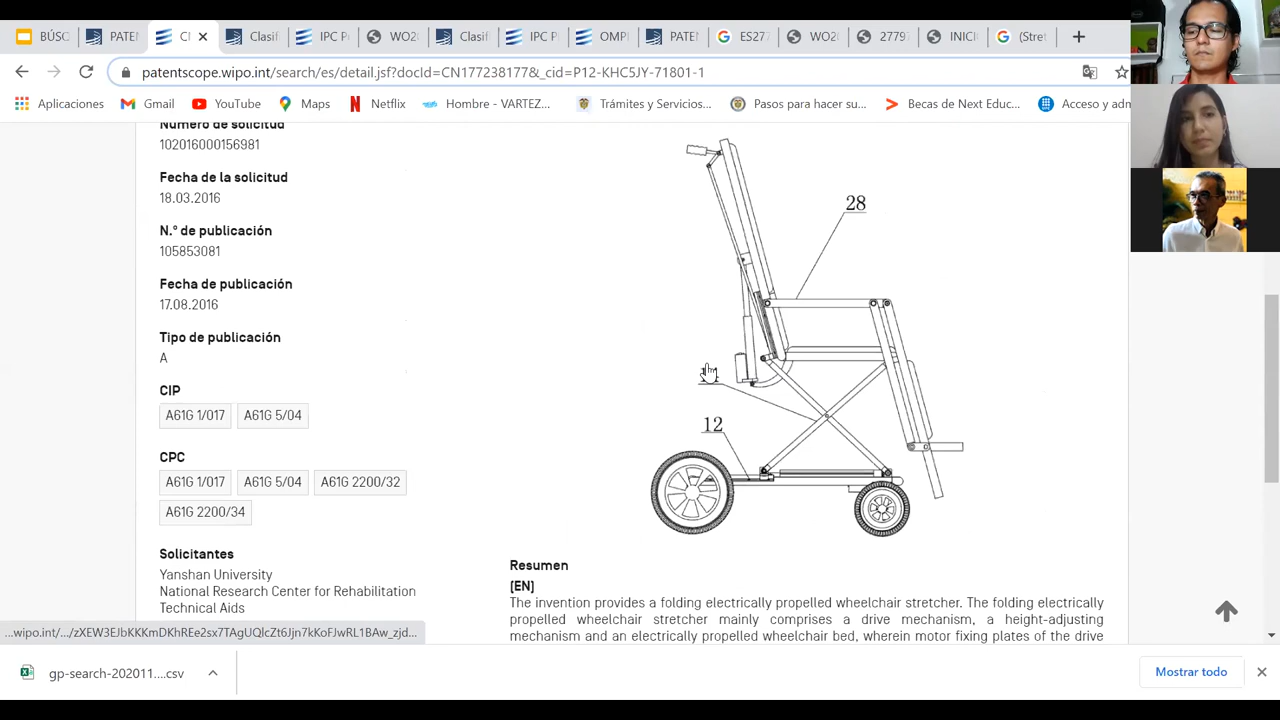 BÚSC
PATEN
CN
Clasifi
IPC P
WO2
Clasif
IPC P
OMPI
PATEN
ES277
WO2
2779
INICI
(Stret
patentscope.wipo.int/search/es/detail.jsf?docId=CN177238177&_cid=P12-KHC5JY-71801-1
Aplicaciones
Gmail
YouTube
Maps
Netflix
Hombre - VARTEZ...
Trámites y Servicios...
Pasos para hacer su...
Becas de Next Educ...
Acceso y adm
Número de solicitud
102016000156981
Fecha de la solicitud
18.03.2016
N.º de publicación
105853081
Fecha de publicación
17.08.2016
Tipo de publicación
A
CIP
A61G 1/017 A61G 5/04
CPC
A61G 1/017 A61G 5/04 A61G 2200/32
A61G 2200/34
Solicitantes
Yanshan University
National Research Center for Rehabilitation
Technical Aids
28
12
Resumen
[EN]
The invention provides a folding electrically propelled wheelchair stretcher. The folding electrically
propelled wheelchair stretcher mainly comprises a drive mechanism, a height-adjusting
mechanism and an electrically propelled wheelchair bed, wherein motor fixing plates of the drive
gp-search-202011....csv
Mostrar todo